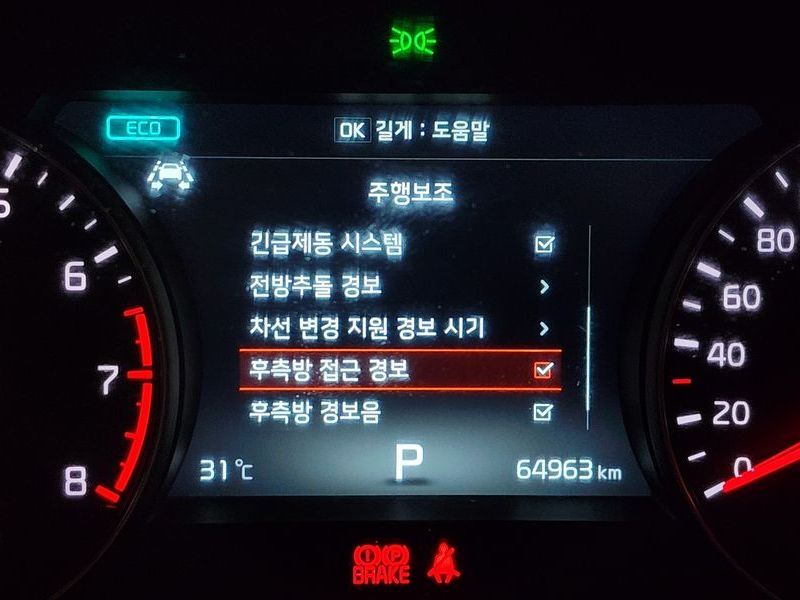 ECO
OK 길게 : 도움말
주행보조
긴급제동 시스템
전방추돌 경보
차선 변경 지원 경보 시기
후측방 접근 경보
후측방 경보음
31℃
P
64963 km
5
6
7
8
80
60
40
20
0
P
BRAKE